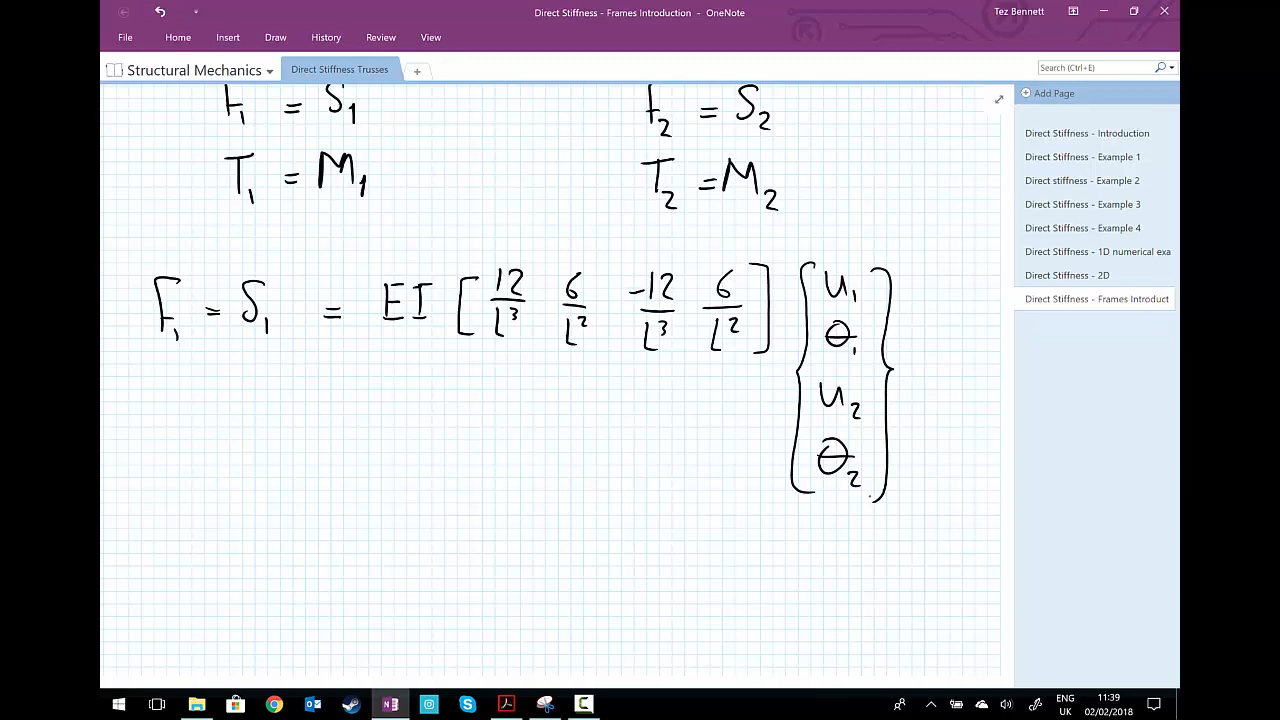 Direct Stiffness - Frames Introduction - OneNote
Tez Bennett
File Home Insert Draw History Review View
Structural Mechanics
Direct Stiffness Trusses
Search (Ctrl+E)
Add Page
Direct Stiffness - Introduction
Direct Stiffness - Example 1
Direct stiffness - Example 2
Direct Stiffness - Example 3
Direct Stiffness - Example 4
Direct Stiffness - 1D numerical exa
Direct Stiffness - 2D
Direct Stiffness - Frames Introduct
F₁ = S₁
F₂ = S₂
T₁ = M₁
T₂ = M₂
F₁ = S₁ = EI [12/L³ 6/L² -12/L³ 6/L²] {u₁ θ₁ u₂ θ₂}
ENG
UK
11:39
02/02/2018